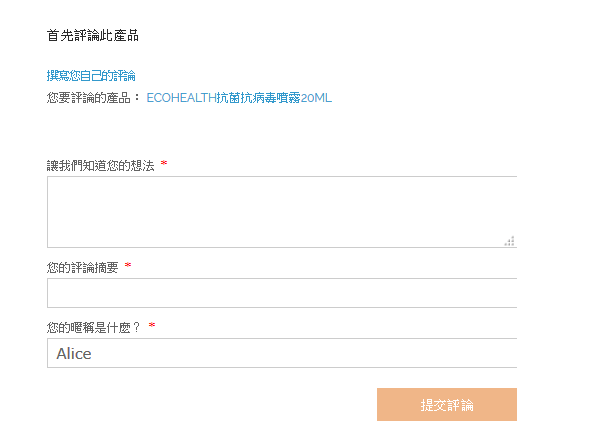 首先評論此產品
撰寫您自己的評論
您要評論的產品： ECOHEALTH抗菌抗病毒噴霧20ML
讓我們知道您的想法 *
您的評論摘要 *
您的暱稱是什麼？ *
Alice
提交評論